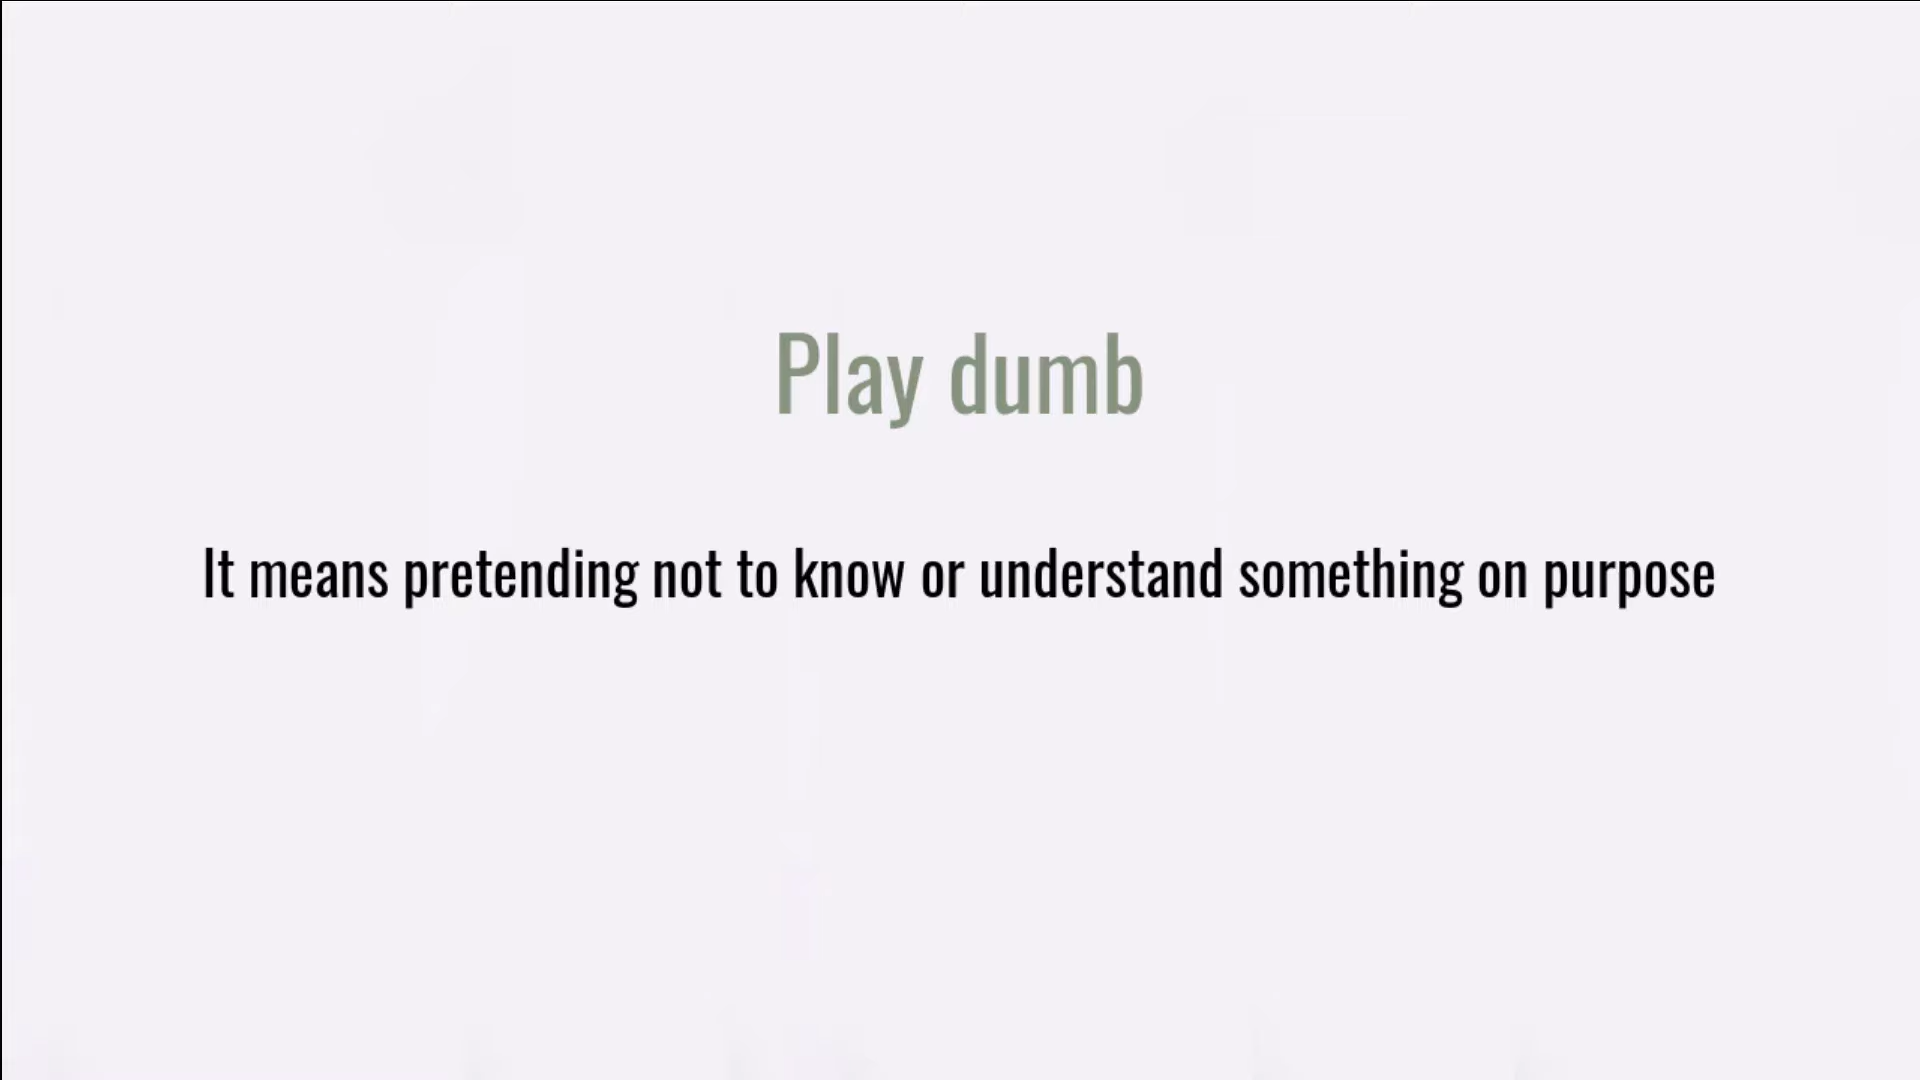 Play dumb
It means pretending not to know or understand something on purpose